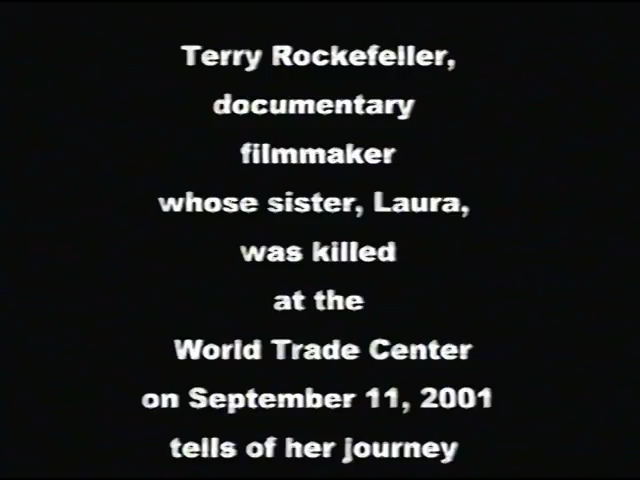 Terry Rockefeller,
documentary
filmmaker
whose sister, Laura,
was killed
at the
World Trade Center
on September 11, 2001
tells of her journey